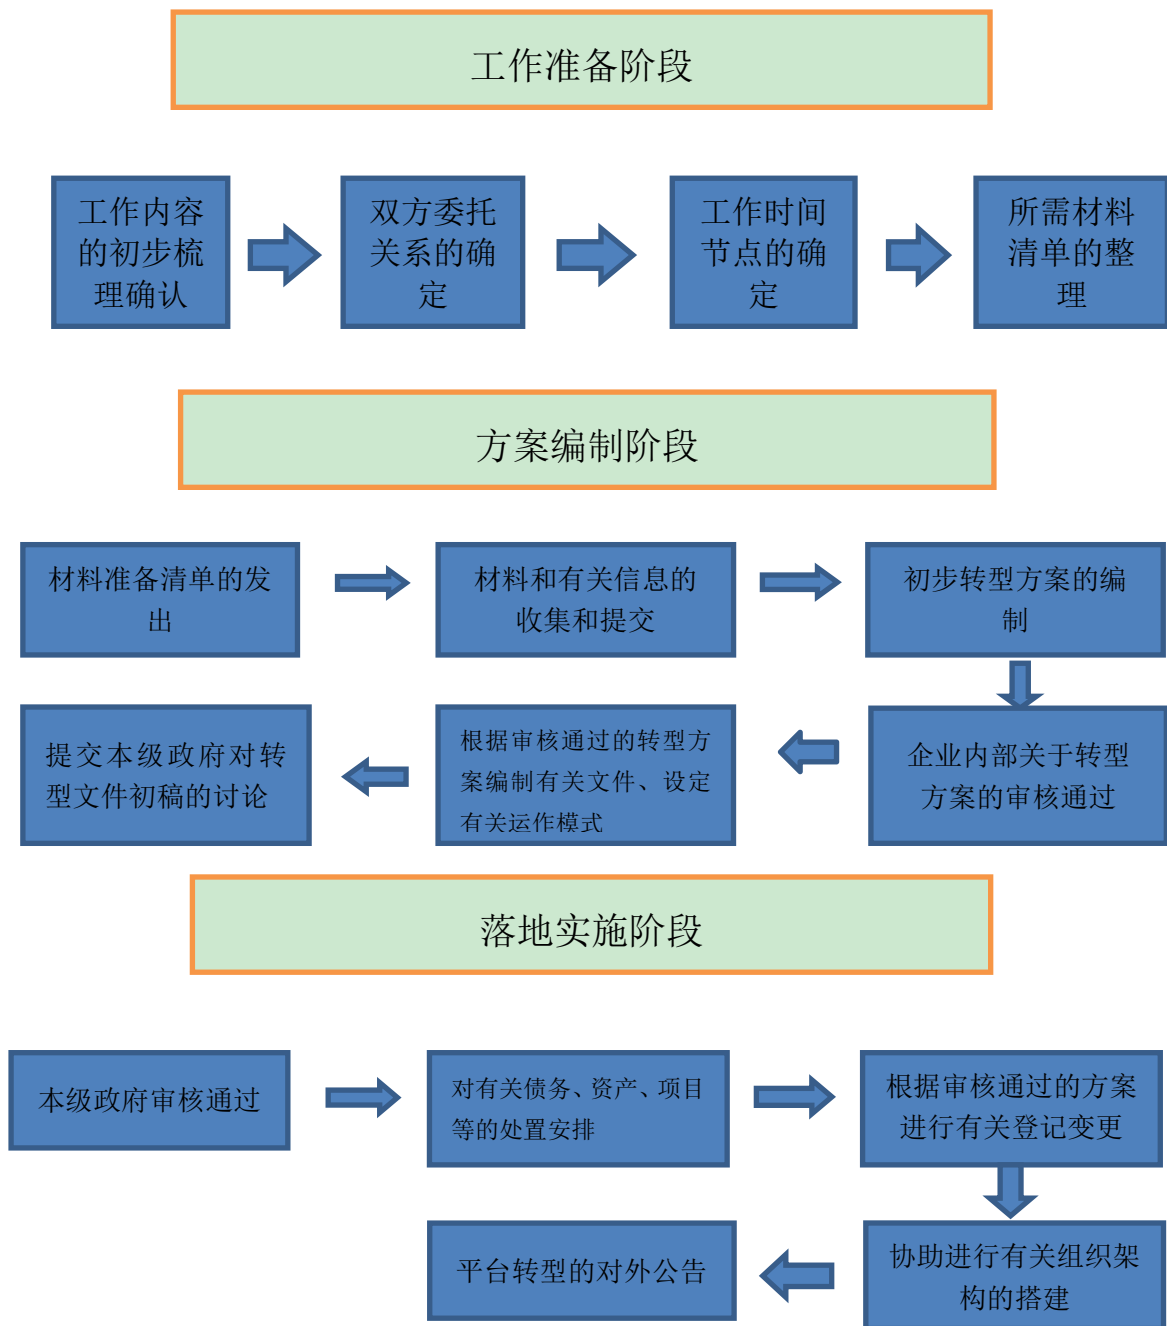 工作准备阶段
工作内容
的初步梳
理确认
双方委托
关系的确
定
工作时间
节点的确
定
所需材料
清单的整
理
方案编制阶段
材料准备清单的发
出
材料和有关信息的
收集和提交
初步转型方案的编
制
企业内部关于转型
方案的审核通过
根据审核通过的转型方
案编制有关文件、设定
有关运作模式
提交本级政府对转
型文件初稿的讨论
落地实施阶段
本级政府审核通过
对有关债务、资产、项目
等的处置安排
根据审核通过的方案
进行有关登记变更
协助进行有关组织架
构的搭建
平台转型的对外公告